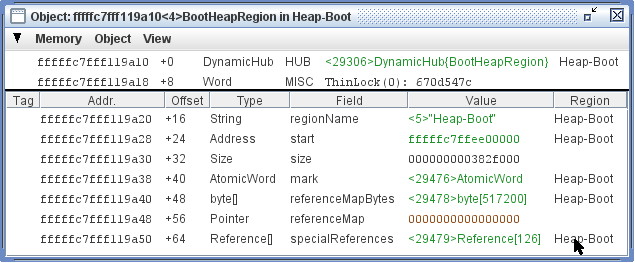 Object: fffffc7fff119a10<4>BootHeapRegion in Heap-Boot
Memory Object View
fffffc7fff119a10 +0 DynamicHub HUB <29306>DynamicHub{BootHeapRegion} Heap-Boot
fffffc7fff119a18 +8 Word MISC ThinLock(0): 670d547c Heap-Boot
Tag Addr. Offset Type Field Value Region
fffffc7fff119a20 +16 String regionName <5>"Heap-Boot" Heap-Boot
fffffc7fff119a28 +24 Address start fffffc7ffee00000 Heap-Boot
fffffc7fff119a30 +32 Size size 000000000382f000
fffffc7fff119a38 +40 AtomicWord mark <29476>AtomicWord Heap-Boot
fffffc7fff119a40 +48 byte[] referenceMapBytes <29478>byte[517200] Heap-Boot
fffffc7fff119a48 +56 Pointer referenceMap 0000000000000000
fffffc7fff119a50 +64 Reference[] specialReferences <29479>Reference[126] Heap-Boot